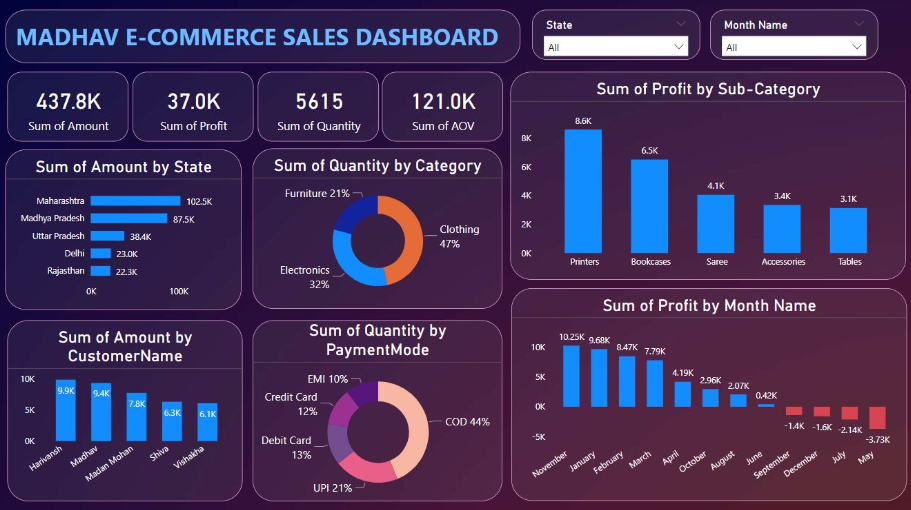 MADHAV E-COMMERCE SALES DASHBOARD
State
All
Month Name
All
437.8K
Sum of Amount
37.0K
Sum of Profit
5615
Sum of Quantity
121.0K
Sum of AOV
Sum of Amount by State
Maharashtra 102.5K
Madhya Pradesh 87.5K
Uttar Pradesh 38.4K
Delhi 23.0K
Rajasthan 22.3K
0K 100K
Sum of Quantity by Category
Furniture 21%
Clothing
47%
Electronics
32%
Sum of Profit by Sub-Category
8K
6K
4K
2K
0K
8.6K 6.5K 4.1K 3.4K 3.1K
Printers Bookcases Saree Accessories Tables
Sum of Amount by
CustomerName
10K
5K
0K
9.9K 9.4K 7.8K 6.3K 6.1K
Harivansh Madhav Madan Mohan Shiva Vishakha
Sum of Quantity by
PaymentMode
EMI 10%
Credit Card
12%
COD 44%
Debit Card
13%
UPI 21%
Sum of Profit by Month Name
10K
5K
0K
-5K
10.25K 9.68K 8.47K 7.79K 4.19K 2.96K 2.07K 0.42K -1.4K -1.6K -2.14K -3.73K
November January February March April October August June September December July May